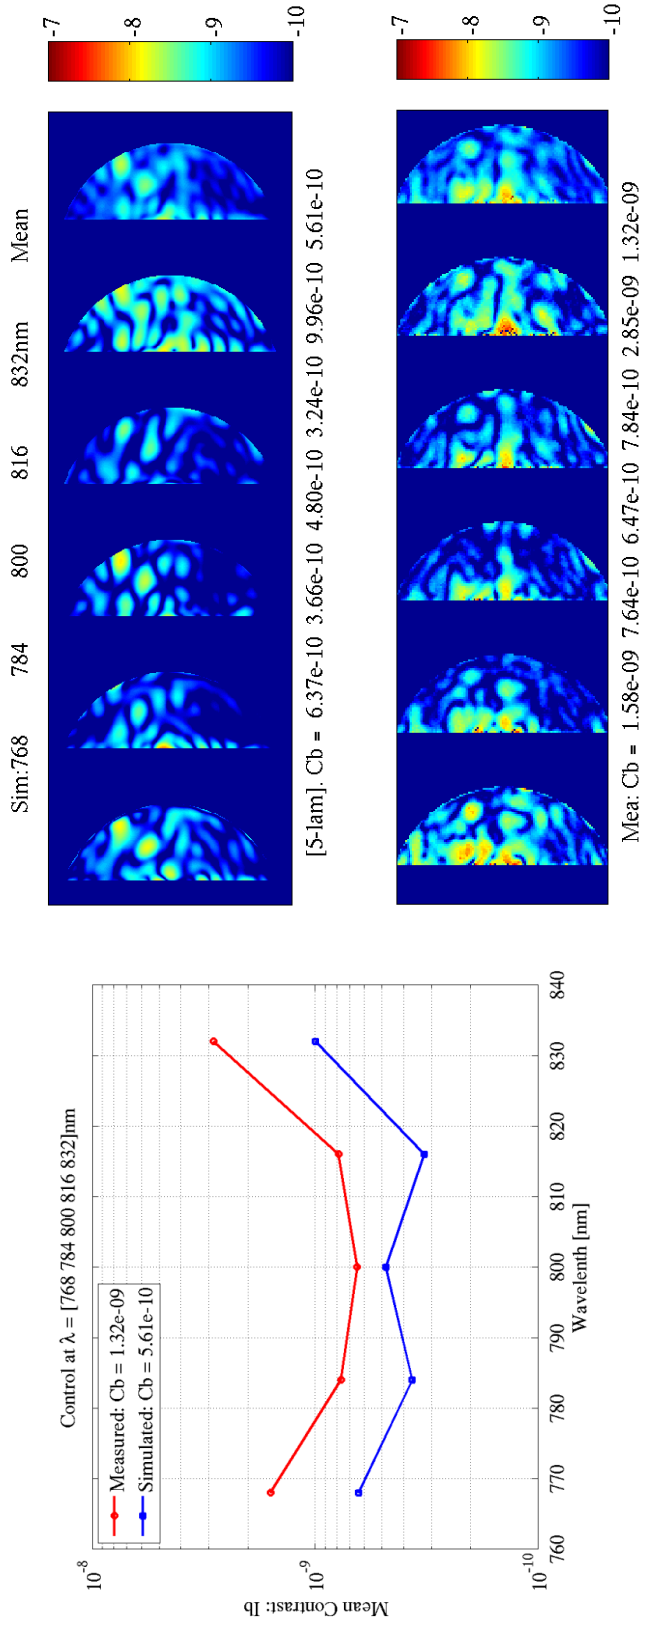 Control at λ = [768 784 800 816 832]nm
Measured: Cb = 1.32e-09
Simulated: Cb = 5.61e-10
10^-8
10^-9
10^-10
Mean Contrast: Ib
760 770 780 790 800 810 820 830 840
Wavelenth [nm]
Sim:768 784 800 816 832nm Mean
-7
-8
-9
-10
[5-lam]. Cb = 6.37e-10 3.66e-10 4.80e-10 3.24e-10 9.96e-10 5.61e-10
-7
-8
-9
-10
Mea: Cb = 1.58e-09 7.64e-10 6.47e-10 7.84e-10 2.85e-09 1.32e-09